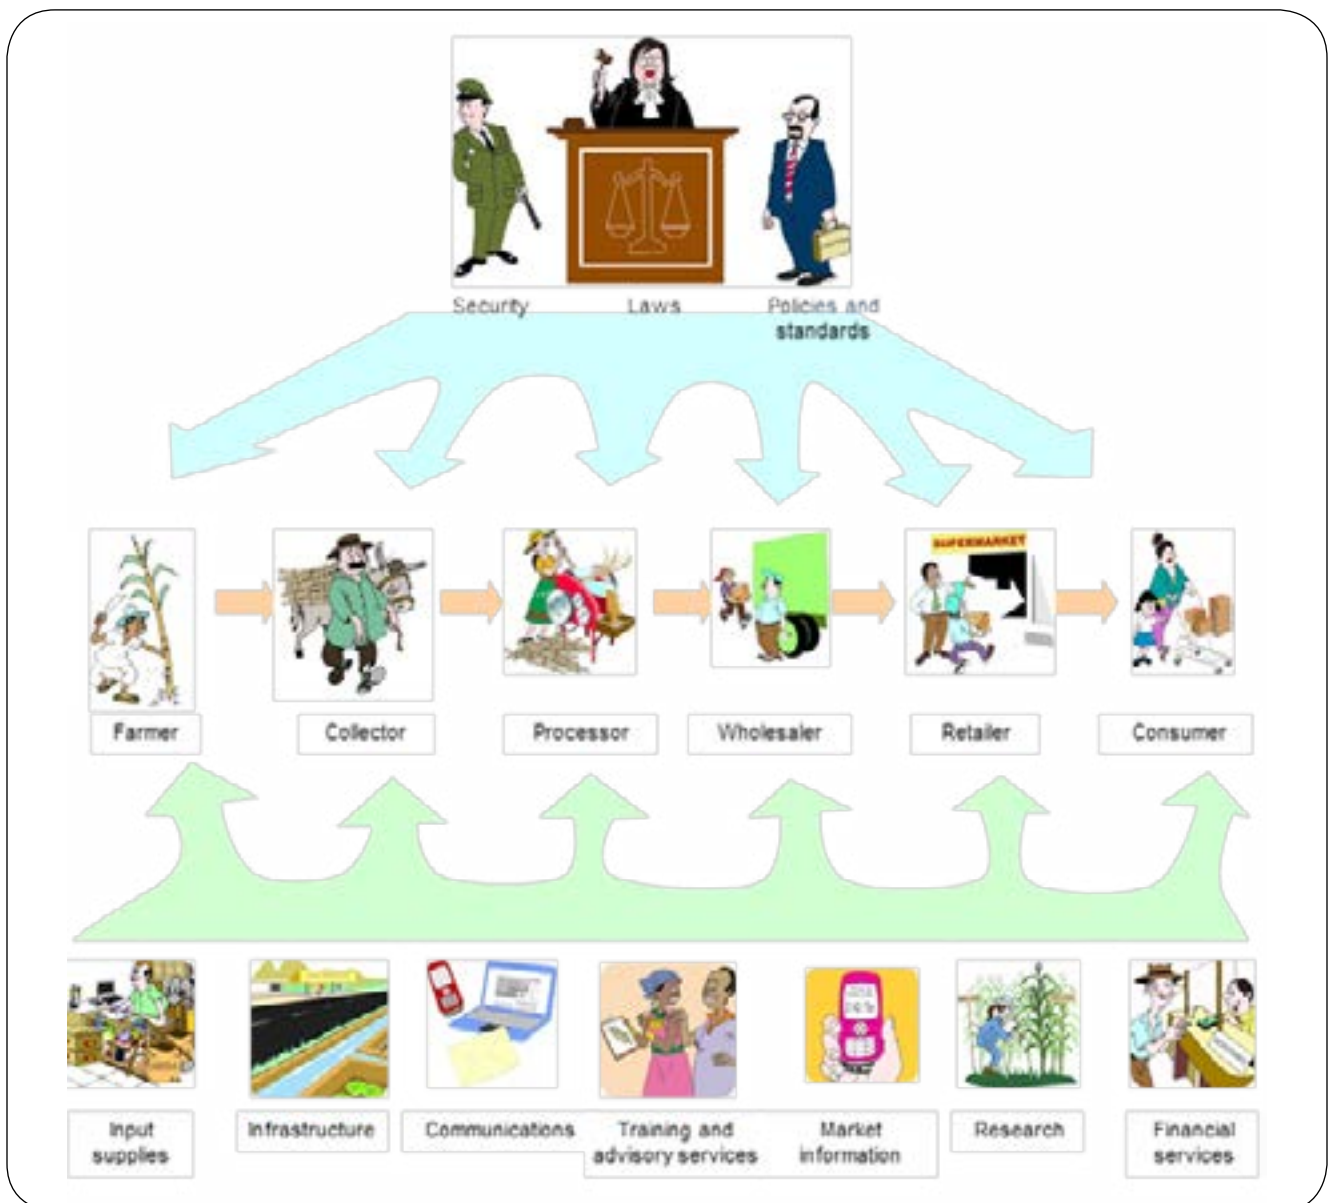 Security Laws Policies and
standards
SUPERMARKET
Farmer Collector Processor Wholesaler Retailer Consumer
Input
supplies
Infrastructure
Communications
Training and
advisory services
Market
information
Research
Financial
services